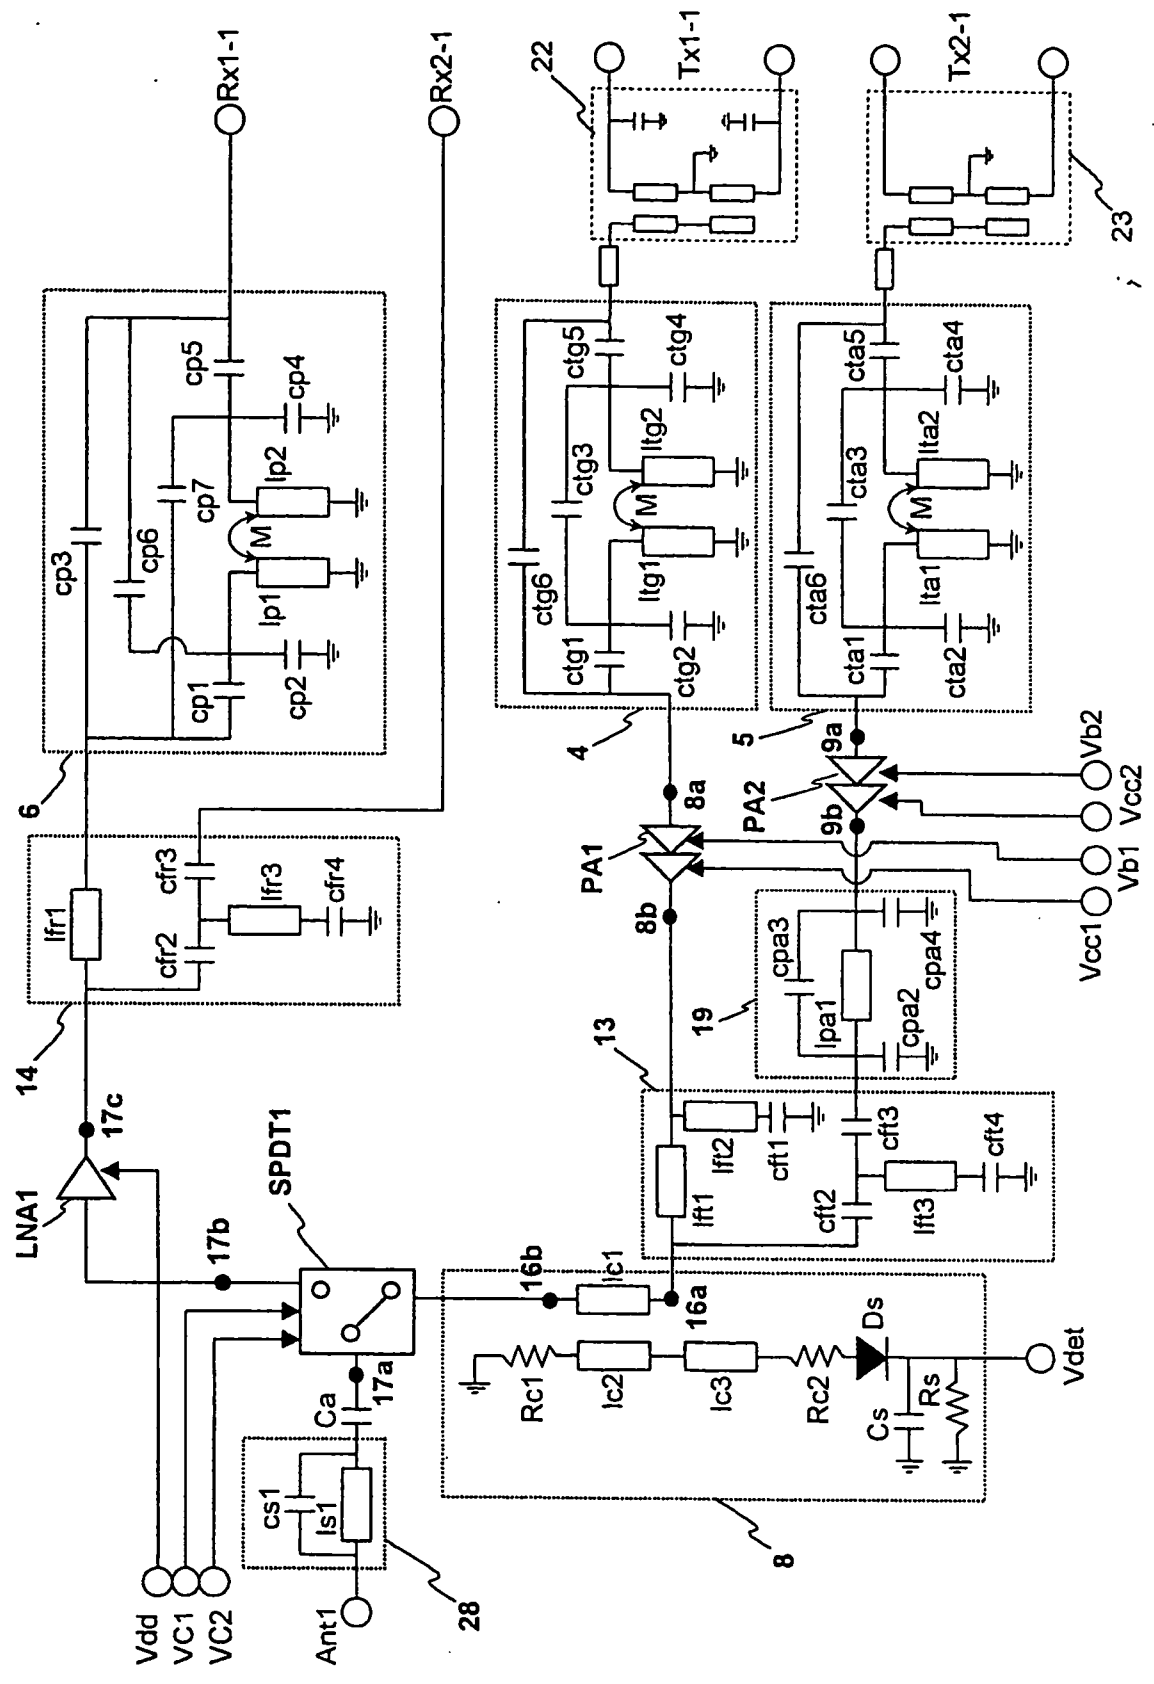 Rx1-1
Rx2-1
22
Tx1-1
Tx2-1
23
6
cp3
cp6
cp7
cp5
cp4
lp2
M
lp1
cp1
cp2
ctg6
ctg3
ctg5
ctg4
ltg2
M
ltg1
ctg1
ctg2
4
cta6
cta3
cta5
cta4
lta2
M
lta1
cta1
cta2
5
14
lfr1
cfr3
lfr3
cfr4
cfr2
LNA1
17c
17b
SPDT1
PA1
8a
8b
PA2
9a
9b
Vb2
Vcc2
Vb1
Vcc1
19
cpa3
cpa4
lpa1
cpa2
13
lft2
cft1
lft1
cft3
cft4
cft2
lft3
16b
lc1
16a
Rc1
lc2
lc3
Rc2
Ds
Cs
Rs
Vdet
8
17a
Ca
cs1
ls1
28
Vdd
VC1
VC2
Ant1